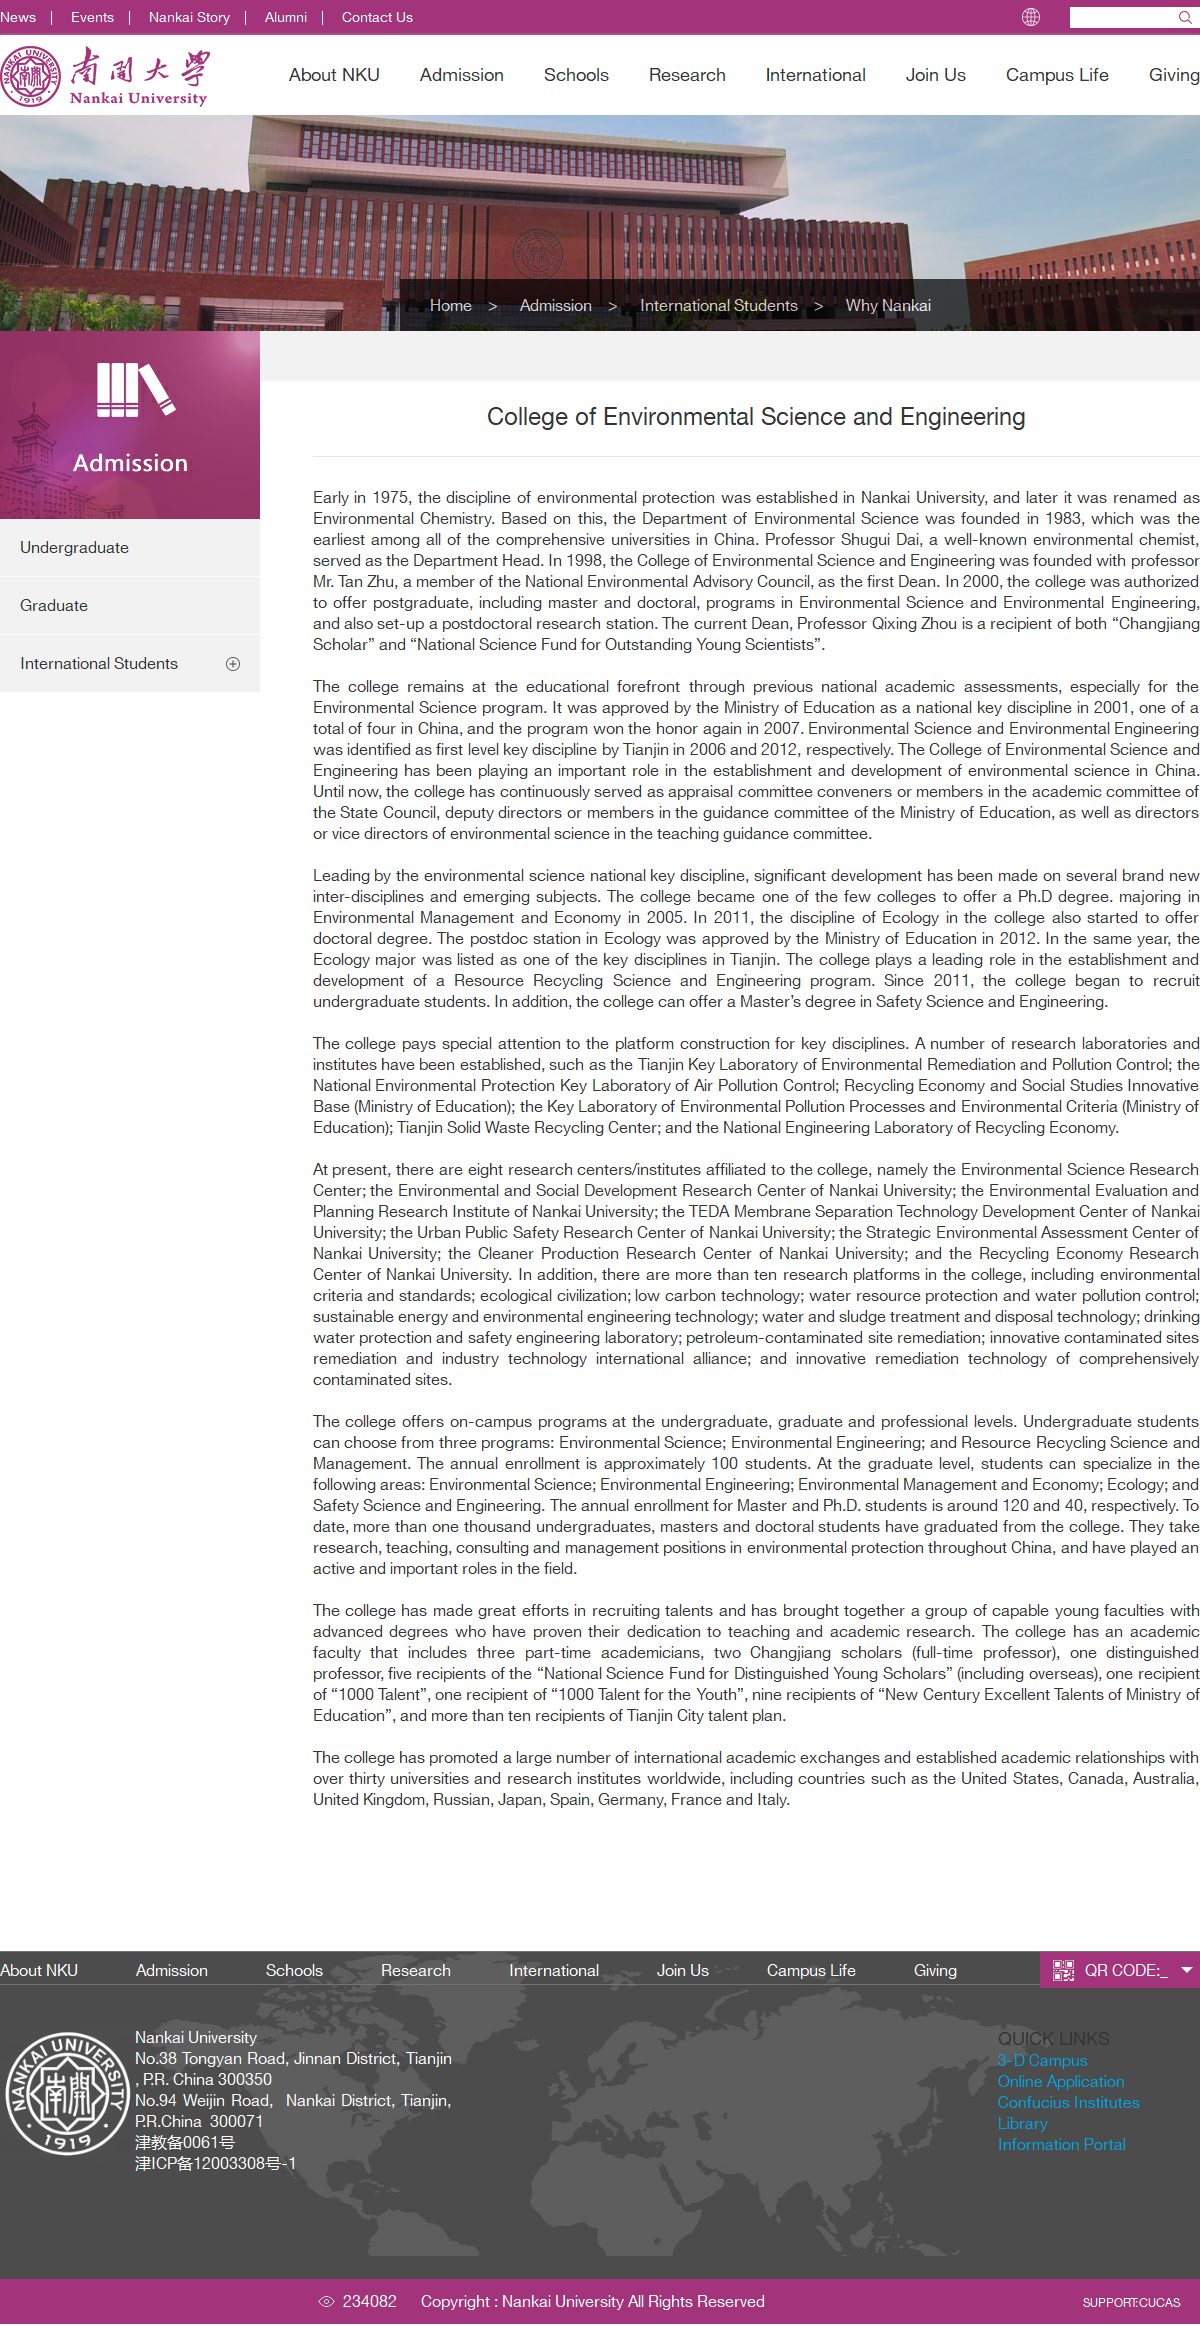 News | Events | Nankai Story | Alumni | Contact Us
NANKAI UNIVERSITY
1919
南開大學
Nankai University
About NKU Admission Schools Research International Join Us Campus Life Giving
Home > Admission > International Students > Why Nankai
Admission
Undergraduate
Graduate
International Students
College of Environmental Science and Engineering
Early in 1975, the discipline of environmental protection was established in Nankai University, and later it was renamed as
Environmental Chemistry. Based on this, the Department of Environmental Science was founded in 1983, which was the
earliest among all of the comprehensive universities in China. Professor Shugui Dai, a well-known environmental chemist,
served as the Department Head. In 1998, the College of Environmental Science and Engineering was founded with professor
Mr. Tan Zhu, a member of the National Environmental Advisory Council, as the first Dean. In 2000, the college was authorized
to offer postgraduate, including master and doctoral, programs in Environmental Science and Environmental Engineering,
and also set-up a postdoctoral research station. The current Dean, Professor Qixing Zhou is a recipient of both “Changjiang
Scholar” and “National Science Fund for Outstanding Young Scientists”.
The college remains at the educational forefront through previous national academic assessments, especially for the
Environmental Science program. It was approved by the Ministry of Education as a national key discipline in 2001, one of a
total of four in China, and the program won the honor again in 2007. Environmental Science and Environmental Engineering
was identified as first level key discipline by Tianjin in 2006 and 2012, respectively. The College of Environmental Science and
Engineering has been playing an important role in the establishment and development of environmental science in China.
Until now, the college has continuously served as appraisal committee conveners or members in the academic committee of
the State Council, deputy directors or members in the guidance committee of the Ministry of Education, as well as directors
or vice directors of environmental science in the teaching guidance committee.
Leading by the environmental science national key discipline, significant development has been made on several brand new
inter-disciplines and emerging subjects. The college became one of the few colleges to offer a Ph.D degree. majoring in
Environmental Management and Economy in 2005. In 2011, the discipline of Ecology in the college also started to offer
doctoral degree. The postdoc station in Ecology was approved by the Ministry of Education in 2012. In the same year, the
Ecology major was listed as one of the key disciplines in Tianjin. The college plays a leading role in the establishment and
development of a Resource Recycling Science and Engineering program. Since 2011, the college began to recruit
undergraduate students. In addition, the college can offer a Master’s degree in Safety Science and Engineering.
The college pays special attention to the platform construction for key disciplines. A number of research laboratories and
institutes have been established, such as the Tianjin Key Laboratory of Environmental Remediation and Pollution Control; the
National Environmental Protection Key Laboratory of Air Pollution Control; Recycling Economy and Social Studies Innovative
Base (Ministry of Education); the Key Laboratory of Environmental Pollution Processes and Environmental Criteria (Ministry of
Education); Tianjin Solid Waste Recycling Center; and the National Engineering Laboratory of Recycling Economy.
At present, there are eight research centers/institutes affiliated to the college, namely the Environmental Science Research
Center; the Environmental and Social Development Research Center of Nankai University; the Environmental Evaluation and
Planning Research Institute of Nankai University; the TEDA Membrane Separation Technology Development Center of Nankai
University; the Urban Public Safety Research Center of Nankai University; the Strategic Environmental Assessment Center of
Nankai University; the Cleaner Production Research Center of Nankai University; and the Recycling Economy Research
Center of Nankai University. In addition, there are more than ten research platforms in the college, including environmental
criteria and standards; ecological civilization; low carbon technology; water resource protection and water pollution control;
sustainable energy and environmental engineering technology; water and sludge treatment and disposal technology; drinking
water protection and safety engineering laboratory; petroleum-contaminated site remediation; innovative contaminated sites
remediation and industry technology international alliance; and innovative remediation technology of comprehensively
contaminated sites.
The college offers on-campus programs at the undergraduate, graduate and professional levels. Undergraduate students
can choose from three programs: Environmental Science; Environmental Engineering; and Resource Recycling Science and
Management. The annual enrollment is approximately 100 students. At the graduate level, students can specialize in the
following areas: Environmental Science; Environmental Engineering; Environmental Management and Economy; Ecology; and
Safety Science and Engineering. The annual enrollment for Master and Ph.D. students is around 120 and 40, respectively. To
date, more than one thousand undergraduates, masters and doctoral students have graduated from the college. They take
research, teaching, consulting and management positions in environmental protection throughout China, and have played an
active and important roles in the field.
The college has made great efforts in recruiting talents and has brought together a group of capable young faculties with
advanced degrees who have proven their dedication to teaching and academic research. The college has an academic
faculty that includes three part-time academicians, two Changjiang scholars (full-time professor), one distinguished
professor, five recipients of the “National Science Fund for Distinguished Young Scholars” (including overseas), one recipient
of “1000 Talent”, one recipient of “1000 Talent for the Youth”, nine recipients of “New Century Excellent Talents of Ministry of
Education”, and more than ten recipients of Tianjin City talent plan.
The college has promoted a large number of international academic exchanges and established academic relationships with
over thirty universities and research institutes worldwide, including countries such as the United States, Canada, Australia,
United Kingdom, Russian, Japan, Spain, Germany, France and Italy.
About NKU Admission Schools Research International Join Us Campus Life Giving QR CODE:_
NANKAI UNIVERSITY
1919
Nankai University
No.38 Tongyan Road, Jinnan District, Tianjin
, P.R. China 300350
No.94 Weijin Road, Nankai District, Tianjin,
P.R.China 300071
津教备0061号
津ICP备12003308号-1
QUICK LINKS
3-D Campus
Online Application
Confucius Institutes
Library
Information Portal
234082 Copyright : Nankai University All Rights Reserved
SUPPORT:CUCAS